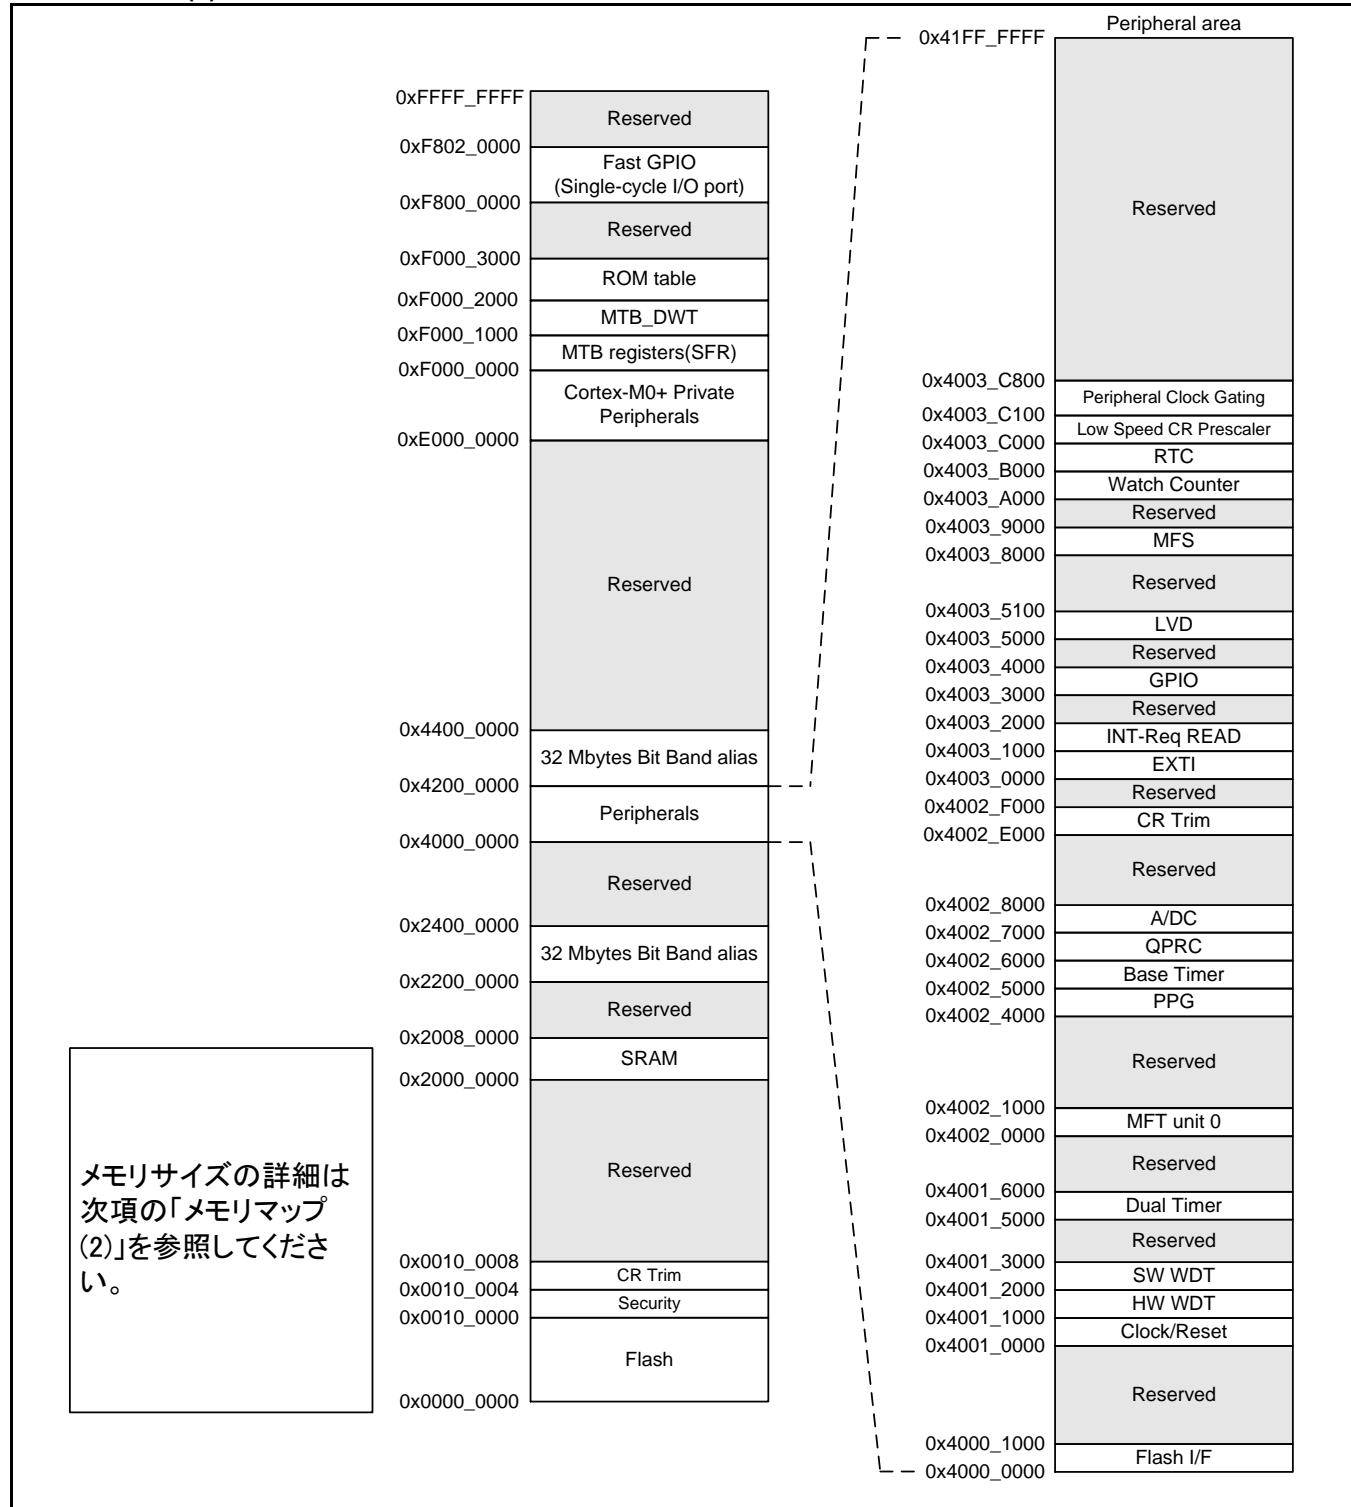 0xFFFF_FFFF
Reserved
0xF802_0000
Fast GPIO
(Single-cycle I/O port)
0xF800_0000
Reserved
0xF000_3000
ROM table
0xF000_2000
MTB_DWT
0xF000_1000
MTB registers(SFR)
0xF000_0000
Cortex-M0+ Private
Peripherals
0xE000_0000
Reserved
0x4400_0000
32 Mbytes Bit Band alias
0x4200_0000
Peripherals
0x4000_0000
Reserved
0x2400_0000
32 Mbytes Bit Band alias
0x2200_0000
Reserved
0x2008_0000
SRAM
0x2000_0000
Reserved
0x0010_0008
CR Trim
0x0010_0004
Security
0x0010_0000
Flash
0x0000_0000
メモリサイズの詳細は
次項の「メモリマップ
(2)」を参照してくださ
い。
Peripheral area
0x41FF_FFFF
Reserved
0x4003_C800
Peripheral Clock Gating
0x4003_C100
Low Speed CR Prescaler
0x4003_C000
RTC
0x4003_B000
Watch Counter
0x4003_A000
Reserved
0x4003_9000
MFS
0x4003_8000
Reserved
0x4003_5100
LVD
0x4003_5000
Reserved
0x4003_4000
GPIO
0x4003_3000
Reserved
0x4003_2000
INT-Req READ
0x4003_1000
EXTI
0x4003_0000
Reserved
0x4002_F000
CR Trim
0x4002_E000
Reserved
0x4002_8000
A/DC
0x4002_7000
QPRC
0x4002_6000
Base Timer
0x4002_5000
PPG
0x4002_4000
Reserved
0x4002_1000
MFT unit 0
0x4002_0000
Reserved
0x4001_6000
Dual Timer
0x4001_5000
Reserved
0x4001_3000
SW WDT
0x4001_2000
HW WDT
0x4001_1000
Clock/Reset
0x4001_0000
Reserved
0x4000_1000
Flash I/F
0x4000_0000